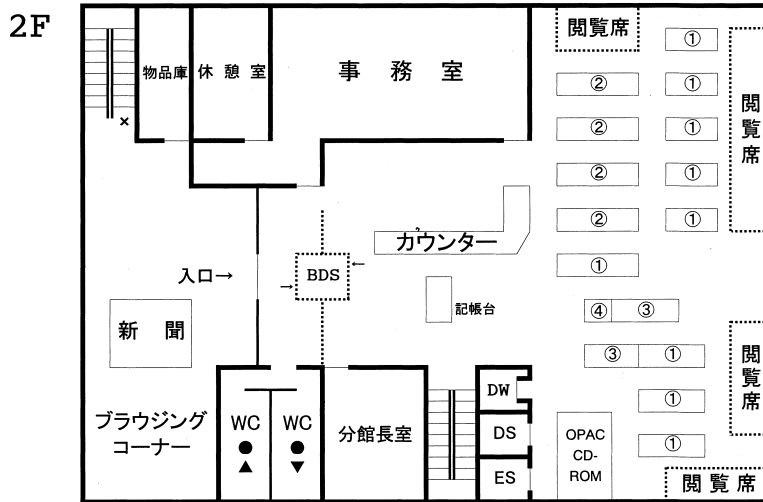 2F
物品庫
休憩室
事務室
閲覧席
①
②
①
②
①
②
①
②
①
閲覧席
カウンター
①
入口→
→
BDS
←
記帳台
④
③
新聞
③
①
閲覧席
ブラウジング
コーナー
WC
WC
分館長室
DW
DS
ES
OPAC
CD-
ROM
①
①
閲覧席
×